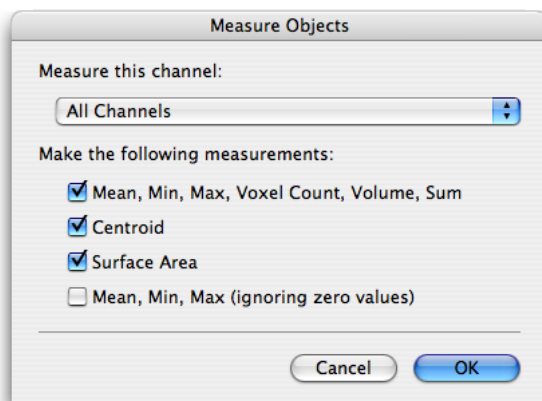 Measure Objects
Measure this channel:
All Channels
Make the following measurements:
Mean, Min, Max, Voxel Count, Volume, Sum
Centroid
Surface Area
Mean, Min, Max (ignoring zero values)
Cancel OK